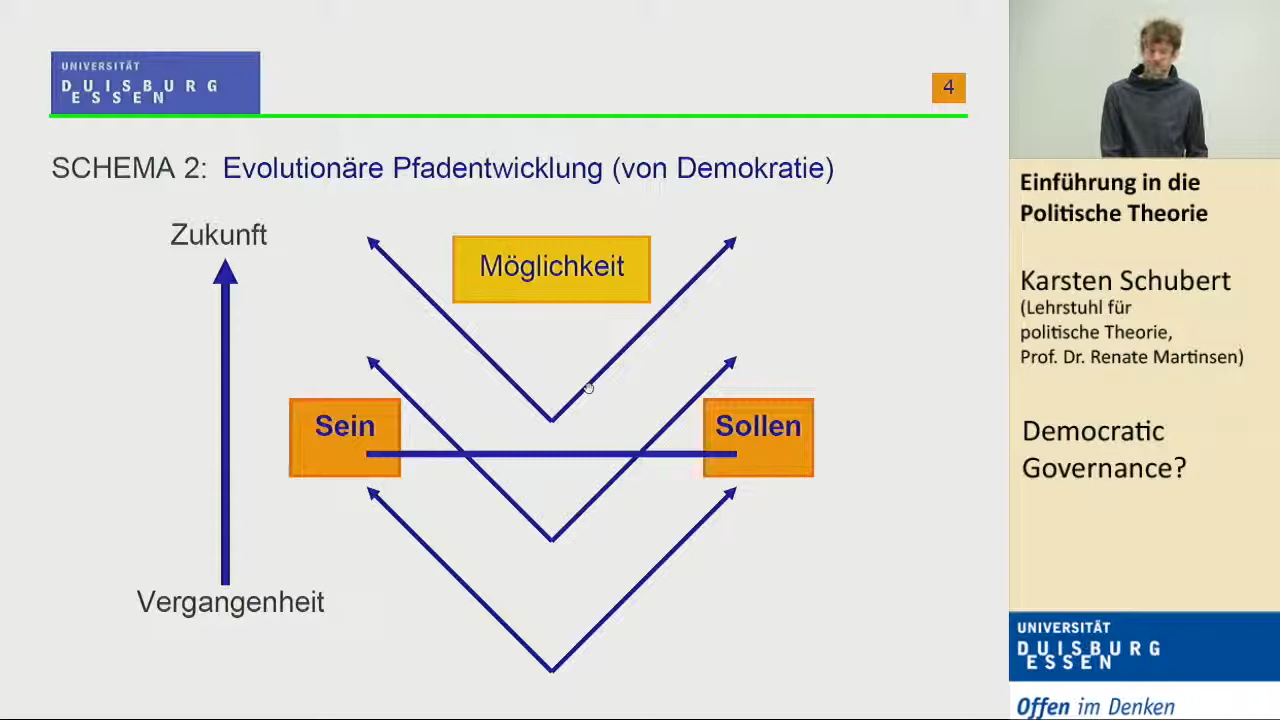 UNIVERSITÄT
DUISBURG
ESSEN
4
SCHEMA 2: Evolutionäre Pfadentwicklung (von Demokratie)
Zukunft
Möglichkeit
Sein
Sollen
Vergangenheit
Einführung in die
Politische Theorie
Karsten Schubert
(Lehrstuhl für
politische Theorie,
Prof. Dr. Renate Martinsen)
Democratic
Governance?
UNIVERSITÄT
DUISBURG
ESSEN
Offen im Denken